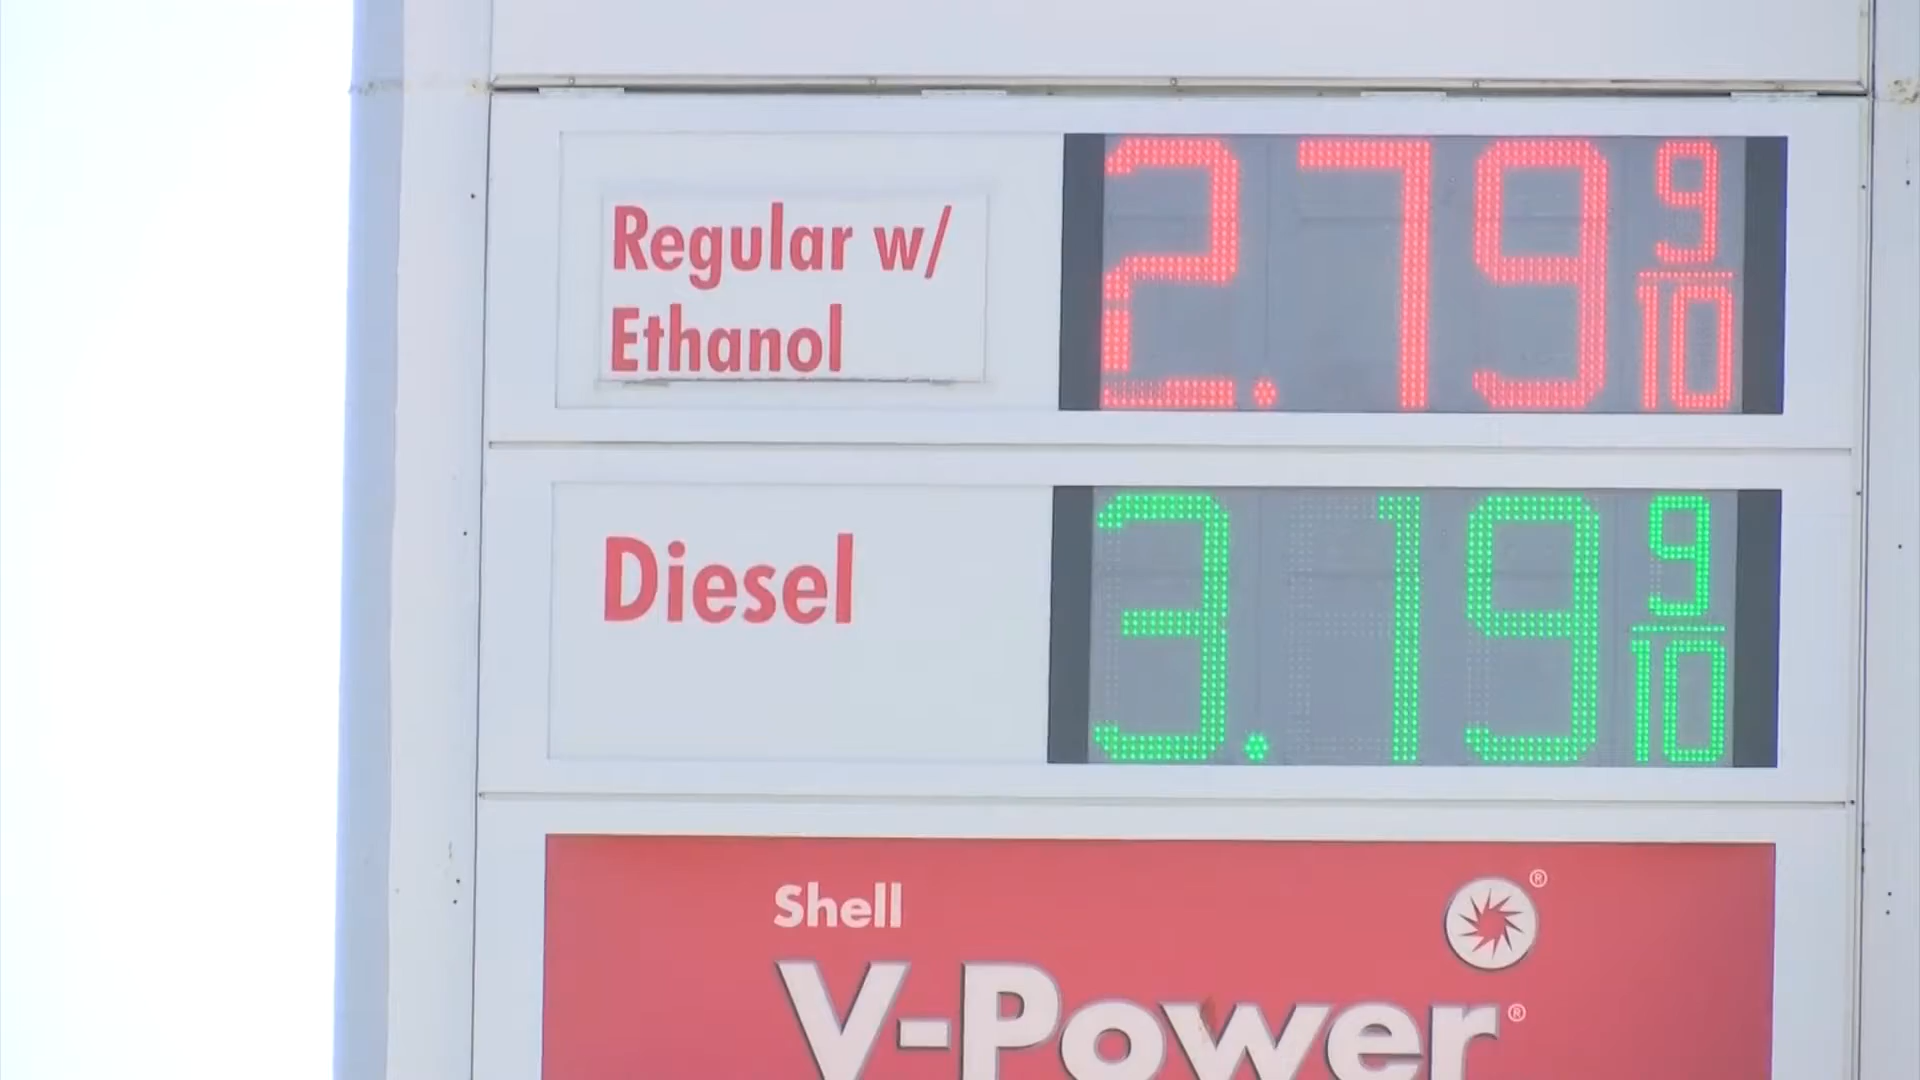 Regular w/
Ethanol
2.79 9/10
Diesel
3.19 9/10
Shell
V-Power®